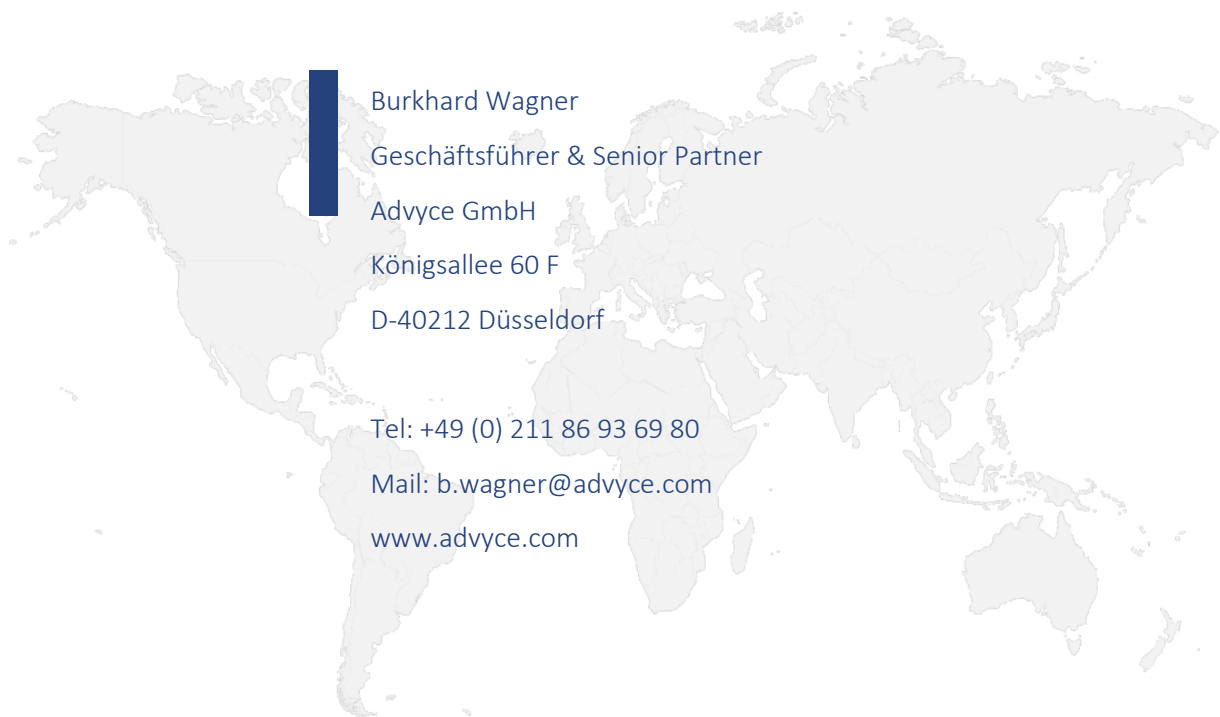 Burkhard Wagner
Geschäftsführer & Senior Partner
Advyce GmbH
Königsallee 60 F
D-40212 Düsseldorf
Tel: +49 (0) 211 86 93 69 80
Mail: b.wagner@advyce.com
www.advyce.com